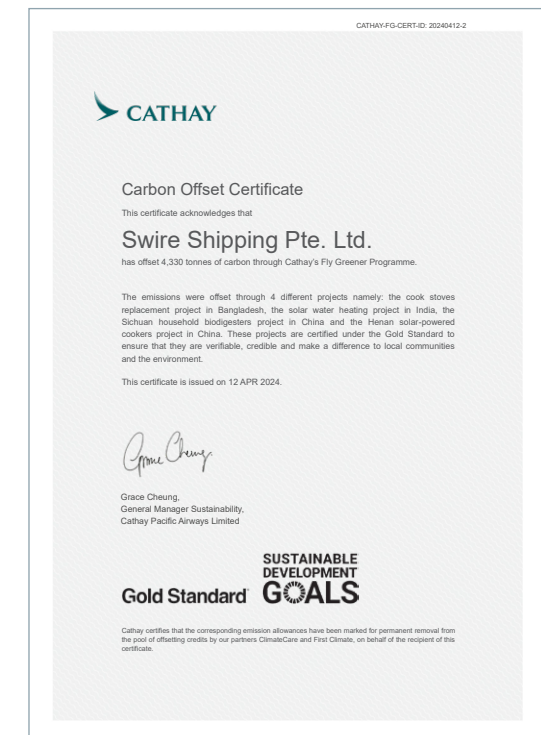 CATHAY-FG-CERT-ID: 20240412-2
CATHAY
Carbon Offset Certificate
This certificate acknowledges that
Swire Shipping Pte. Ltd.
has offset 4,330 tonnes of carbon through Cathay's Fly Greener Programme.
The emissions were offset through 4 different projects namely: the cook stoves
replacement project in Bangladesh, the solar water heating project in India, the
Sichuan household biodigesters project in China and the Henan solar-powered
cookers project in China. These projects are certified under the Gold Standard to
ensure that they are verifiable, credible and make a difference to local communities
and the environment.
This certificate is issued on 12 APR 2024.
Grace Cheung
Grace Cheung,
General Manager Sustainability,
Cathay Pacific Airways Limited
SUSTAINABLE
DEVELOPMENT
GOALS
Gold Standard
Cathay certifies that the corresponding emission allowances have been marked for permanent removal from
the pool of offsetting credits by our partners ClimateCare and First Climate, on behalf of the recipient of this
certificate.